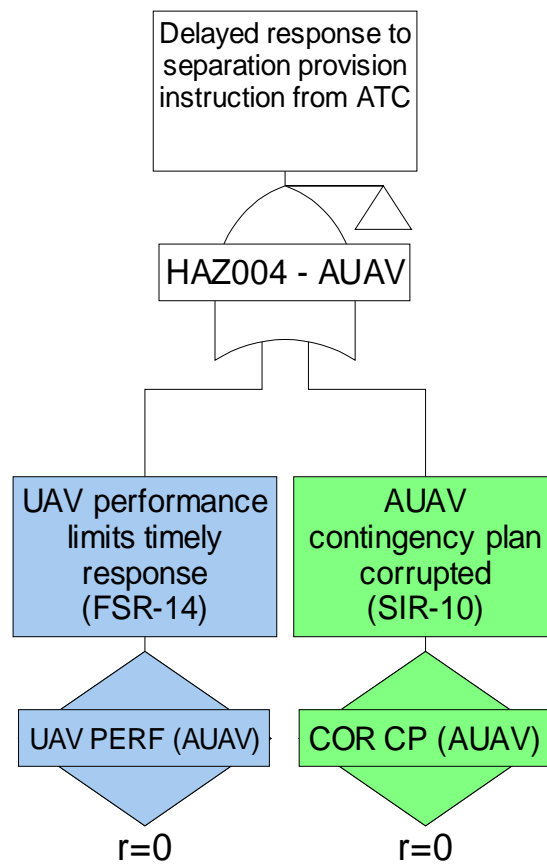 Delayed response to
separation provision
instruction from ATC
HAZ004 - AUAV
UAV performance
limits timely
response
(FSR-14)
AUAV
contingency plan
corrupted
(SIR-10)
UAV PERF (AUAV)
COR CP (AUAV)
r=0
r=0